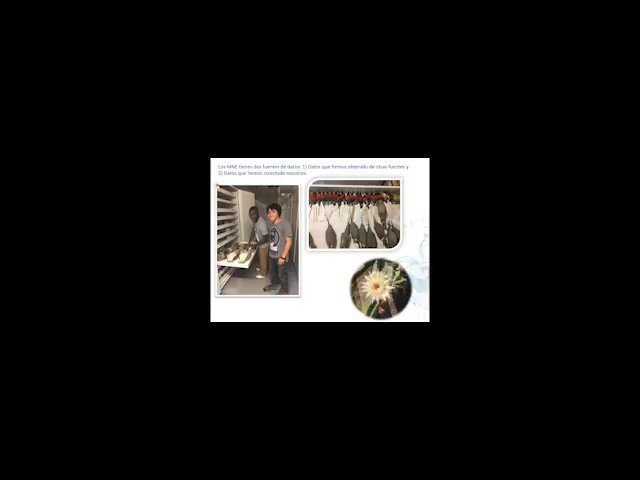 Los MNE tienen dos fuentes de datos. 1) Datos que hemos obtenido de otras fuentes y
2) Datos que hemos colectado nosotros.